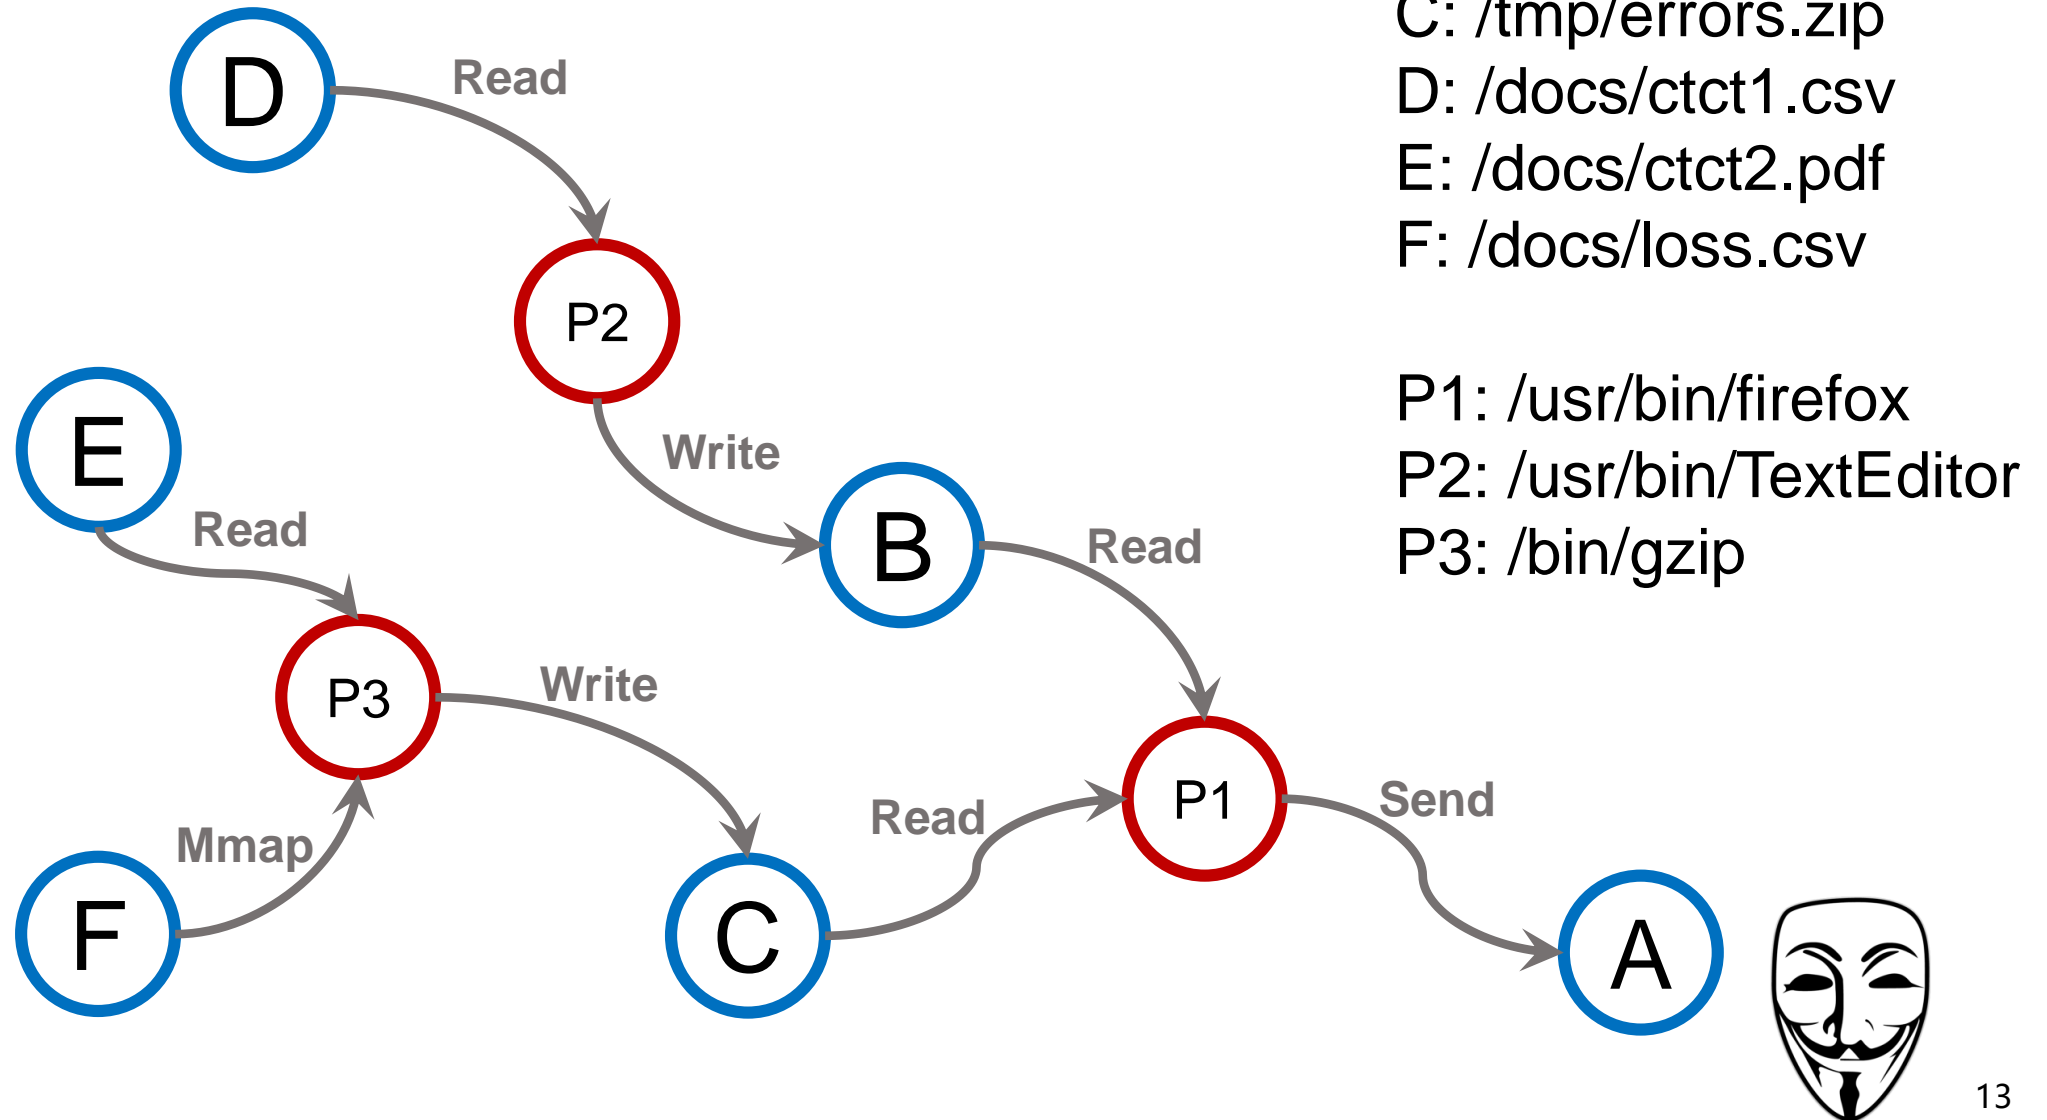 C: /tmp/errors.zip
D: /docs/ctct1.csv
E: /docs/ctct2.pdf
F: /docs/loss.csv
P1: /usr/bin/firefox
P2: /usr/bin/TextEditor
P3: /bin/gzip
D
Read
P2
E
Read
Write
B
Read
P3
Write
F
Mmap
C
Read
P1
Send
A
13